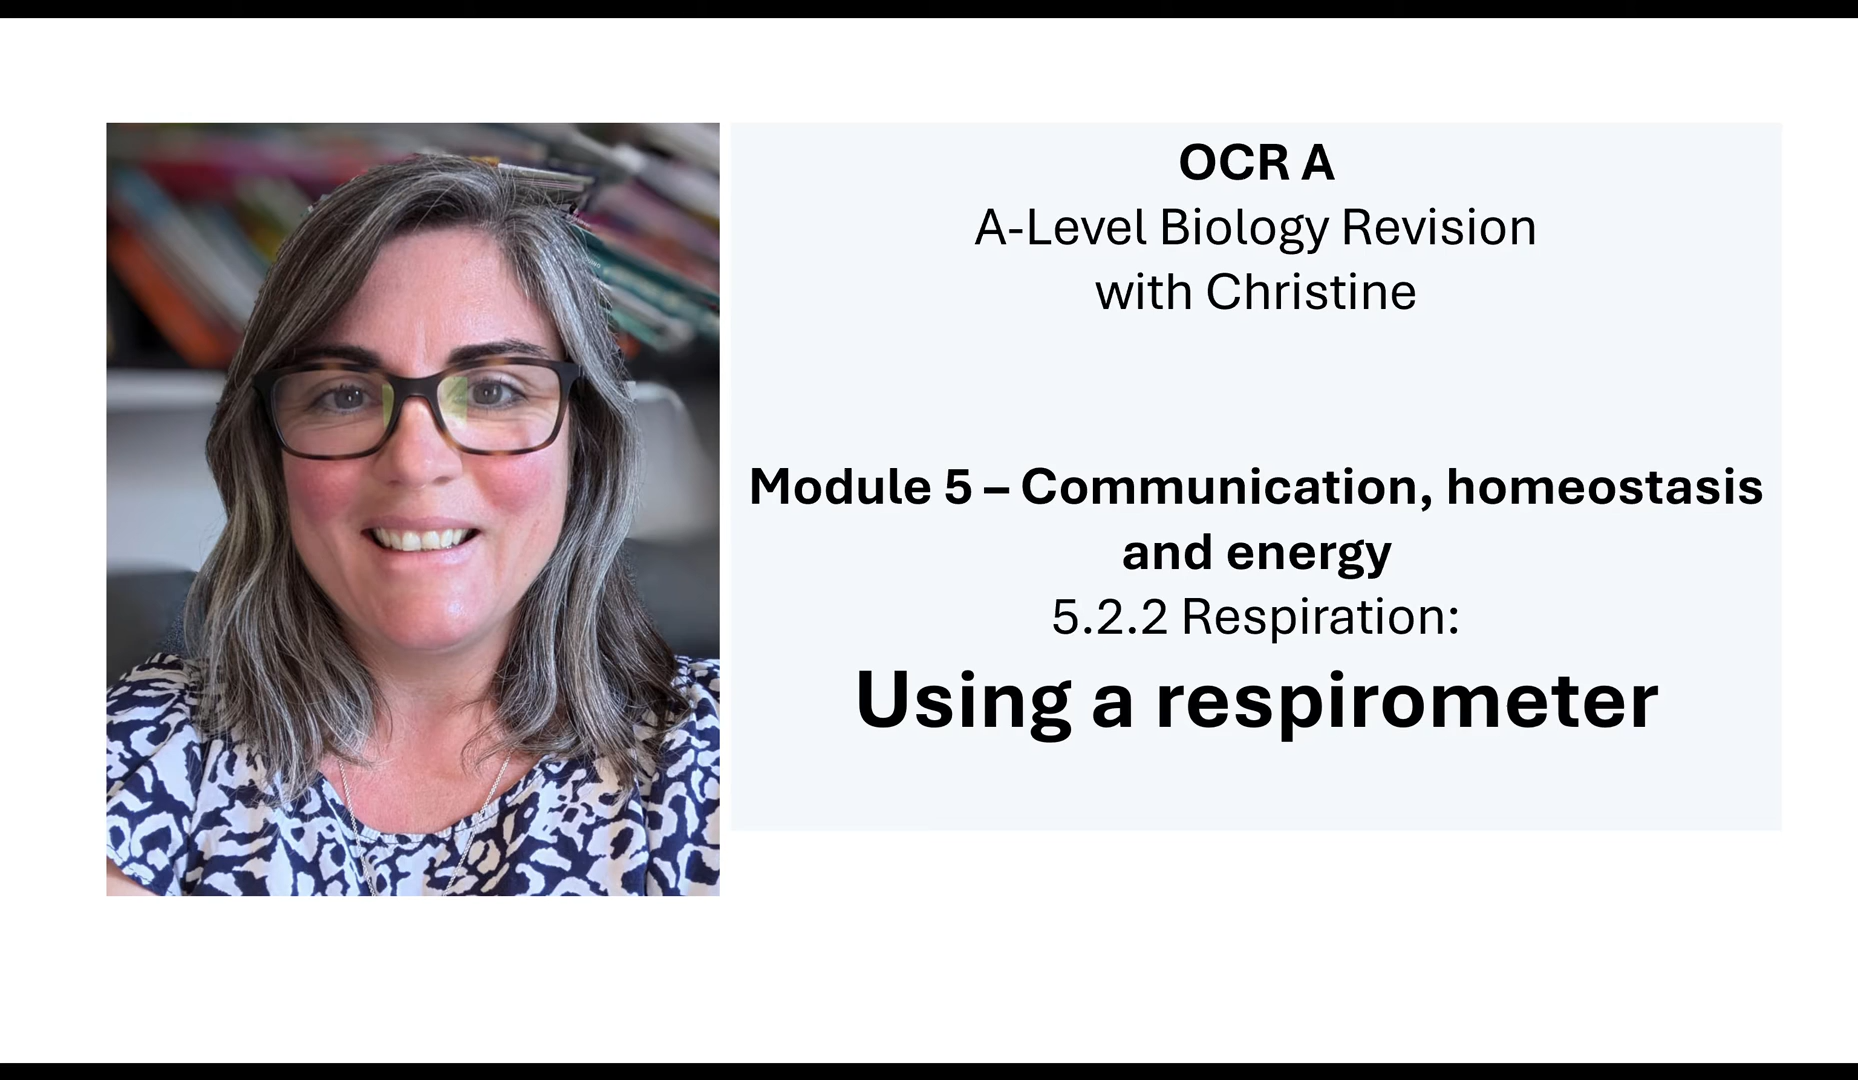 OCR A
A-Level Biology Revision
with Christine
Module 5 – Communication, homeostasis
and energy
5.2.2 Respiration:
Using a respirometer